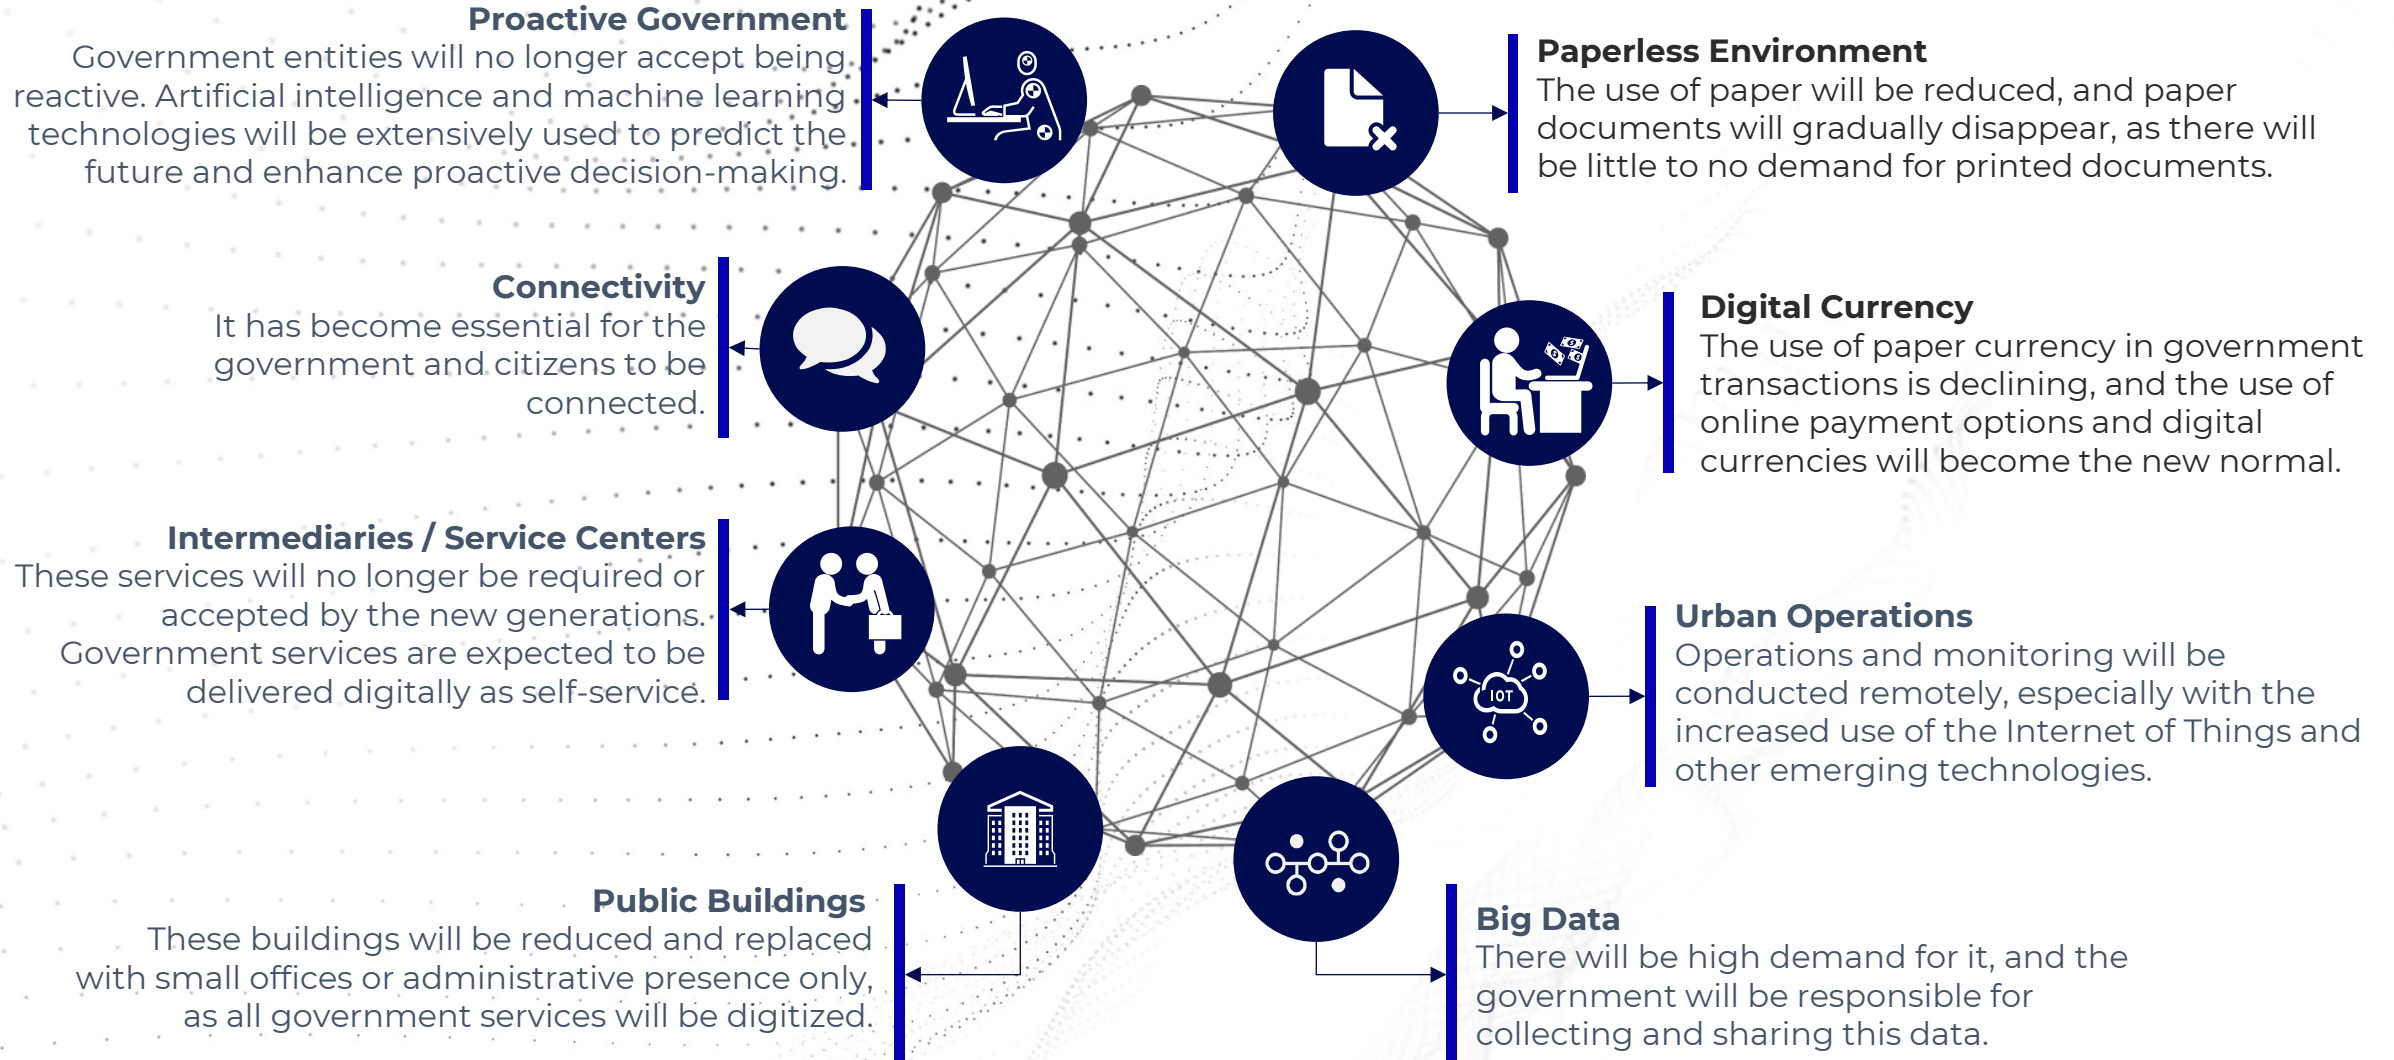 Proactive Government
Government entities will no longer accept being
reactive. Artificial intelligence and machine learning
technologies will be extensively used to predict the
future and enhance proactive decision-making.
Paperless Environment
The use of paper will be reduced, and paper
documents will gradually disappear, as there will
be little to no demand for printed documents.
Connectivity
It has become essential for the
government and citizens to be
connected.
Digital Currency
The use of paper currency in government
transactions is declining, and the use of
online payment options and digital
currencies will become the new normal.
Intermediaries / Service Centers
These services will no longer be required or
accepted by the new generations.
Government services are expected to be
delivered digitally as self-service.
IOT
Urban Operations
Operations and monitoring will be
conducted remotely, especially with the
increased use of the Internet of Things and
other emerging technologies.
Public Buildings
These buildings will be reduced and replaced
with small offices or administrative presence only,
as all government services will be digitized.
Big Data
There will be high demand for it, and the
government will be responsible for
collecting and sharing this data.